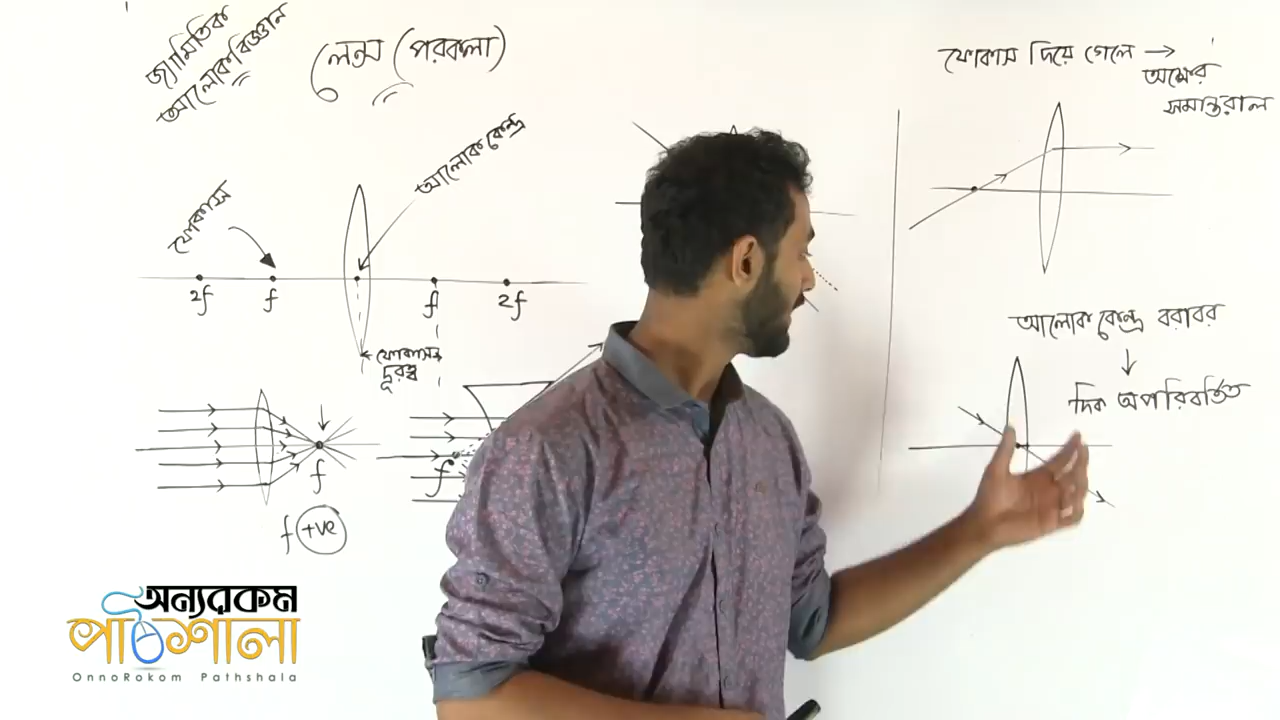 জ্যামিতিক
আলোকবিজ্ঞান
লেন্স (পরকলা)
ফোকাস
আলোক কেন্দ্র
2f
f
f
2f
ফোকাস
দূরত্ব
f
f +ve
f
ফোকাস দিয়ে গেলে →
অক্ষের
সমান্তরাল
আলোক কেন্দ্র বরাবর
দিক অপরিবর্তিত
অন্যরকম
পাঠশালা
OnnoRokom Pathshala